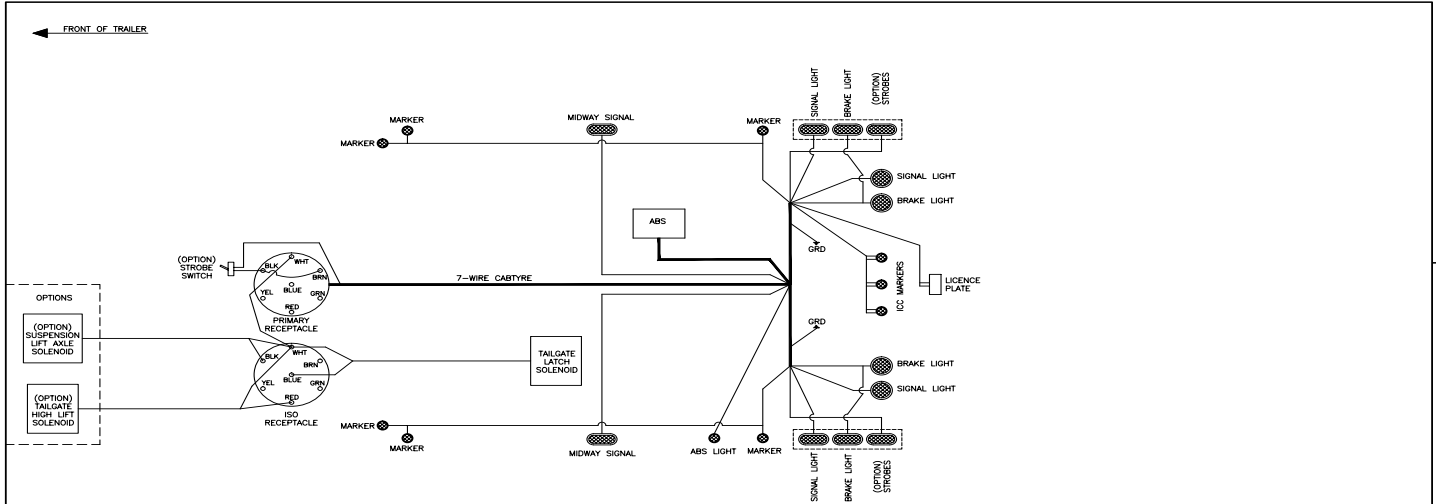 FRONT OF TRAILER
SIGNAL LIGHT
BRAKE LIGHT
(OPTION)
STROBES
MARKER
MIDWAY SIGNAL
MARKER
MARKER
SIGNAL LIGHT
BRAKE LIGHT
ABS
GRD
(OPTION)
STROBE
SWITCH
BLK
WHT
BRN
YEL
BLUE
GRN
RED
PRIMARY
RECEPTACLE
7-WIRE CABTYRE
ICC MARKERS
LICENCE
PLATE
OPTIONS
(OPTION)
SUSPENSION
LIFT AXLE
SOLENOID
GRD
BLK
WHT
BRN
YEL
BLUE
GRN
RED
ISO
RECEPTACLE
TAILGATE
LATCH
SOLENOID
BRAKE LIGHT
SIGNAL LIGHT
(OPTION)
TAILGATE
HIGH LIFT
SOLENOID
MARKER
MARKER
MIDWAY SIGNAL
ABS LIGHT
MARKER
SIGNAL LIGHT
BRAKE LIGHT
(OPTION)
STROBES